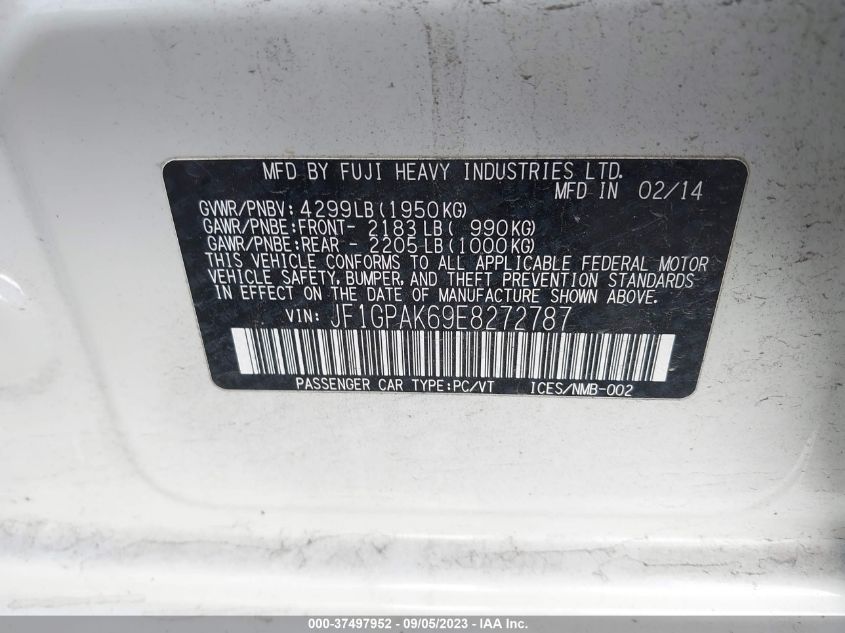 MFD BY FUJI HEAVY INDUSTRIES LTD.
MFD IN 02/14
GVWR/PNBV: 4299LB(1950KG)
GAWR/PNBE:FRONT- 2183LB( 990KG)
GAWR/PNBE:REAR - 2205LB(1000KG)
THIS VEHICLE CONFORMS TO ALL APPLICABLE FEDERAL MOTOR
VEHICLE SAFETY, BUMPER, AND THEFT PREVENTION STANDARDS
IN EFFECT ON THE DATE OF MANUFACTURE SHOWN ABOVE.
VIN: JF1GPAK69E8272787
PASSENGER CAR TYPE:PC/VT ICES/NMB-002
000-37497952 - 09/05/2023 - IAA Inc.